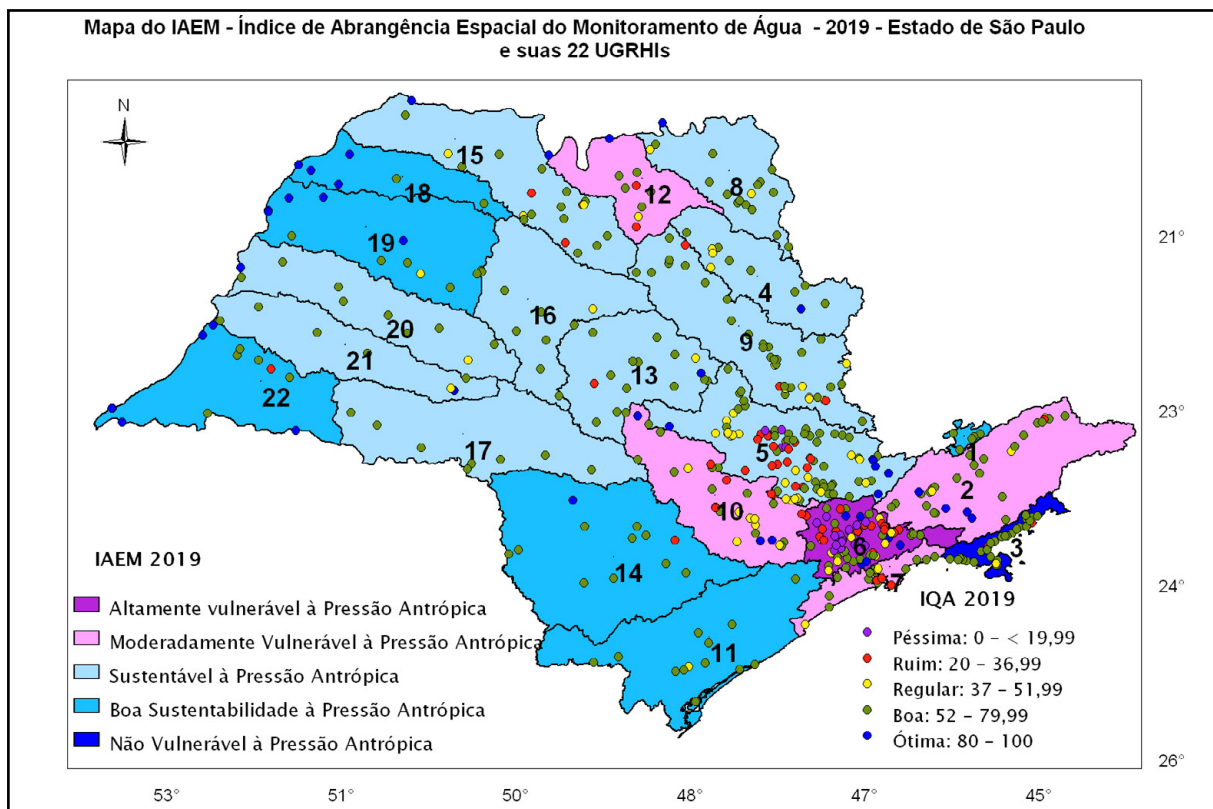 Mapa do IAEM - Índice de Abrangência Espacial do Monitoramento de Água - 2019 - Estado de São Paulo
e suas 22 UGRHIs
N
15
18
12
8
19
21°
4
16
20
9
13
21
22
23°
17
5
1
2
10
6
3
IAEM 2019
14
7
24°
IQA 2019
Altamente vulnerável à Pressão Antrópica
Péssima: 0 - < 19,99
Moderadamente Vulnerável à Pressão Antrópica
11
Ruim: 20 - 36,99
Sustentável à Pressão Antrópica
Regular: 37 - 51,99
Boa Sustentabilidade à Pressão Antrópica
Boa: 52 - 79,99
Não Vulnerável à Pressão Antrópica
Ótima: 80 - 100
26°
53° 51° 50° 48° 47° 45°